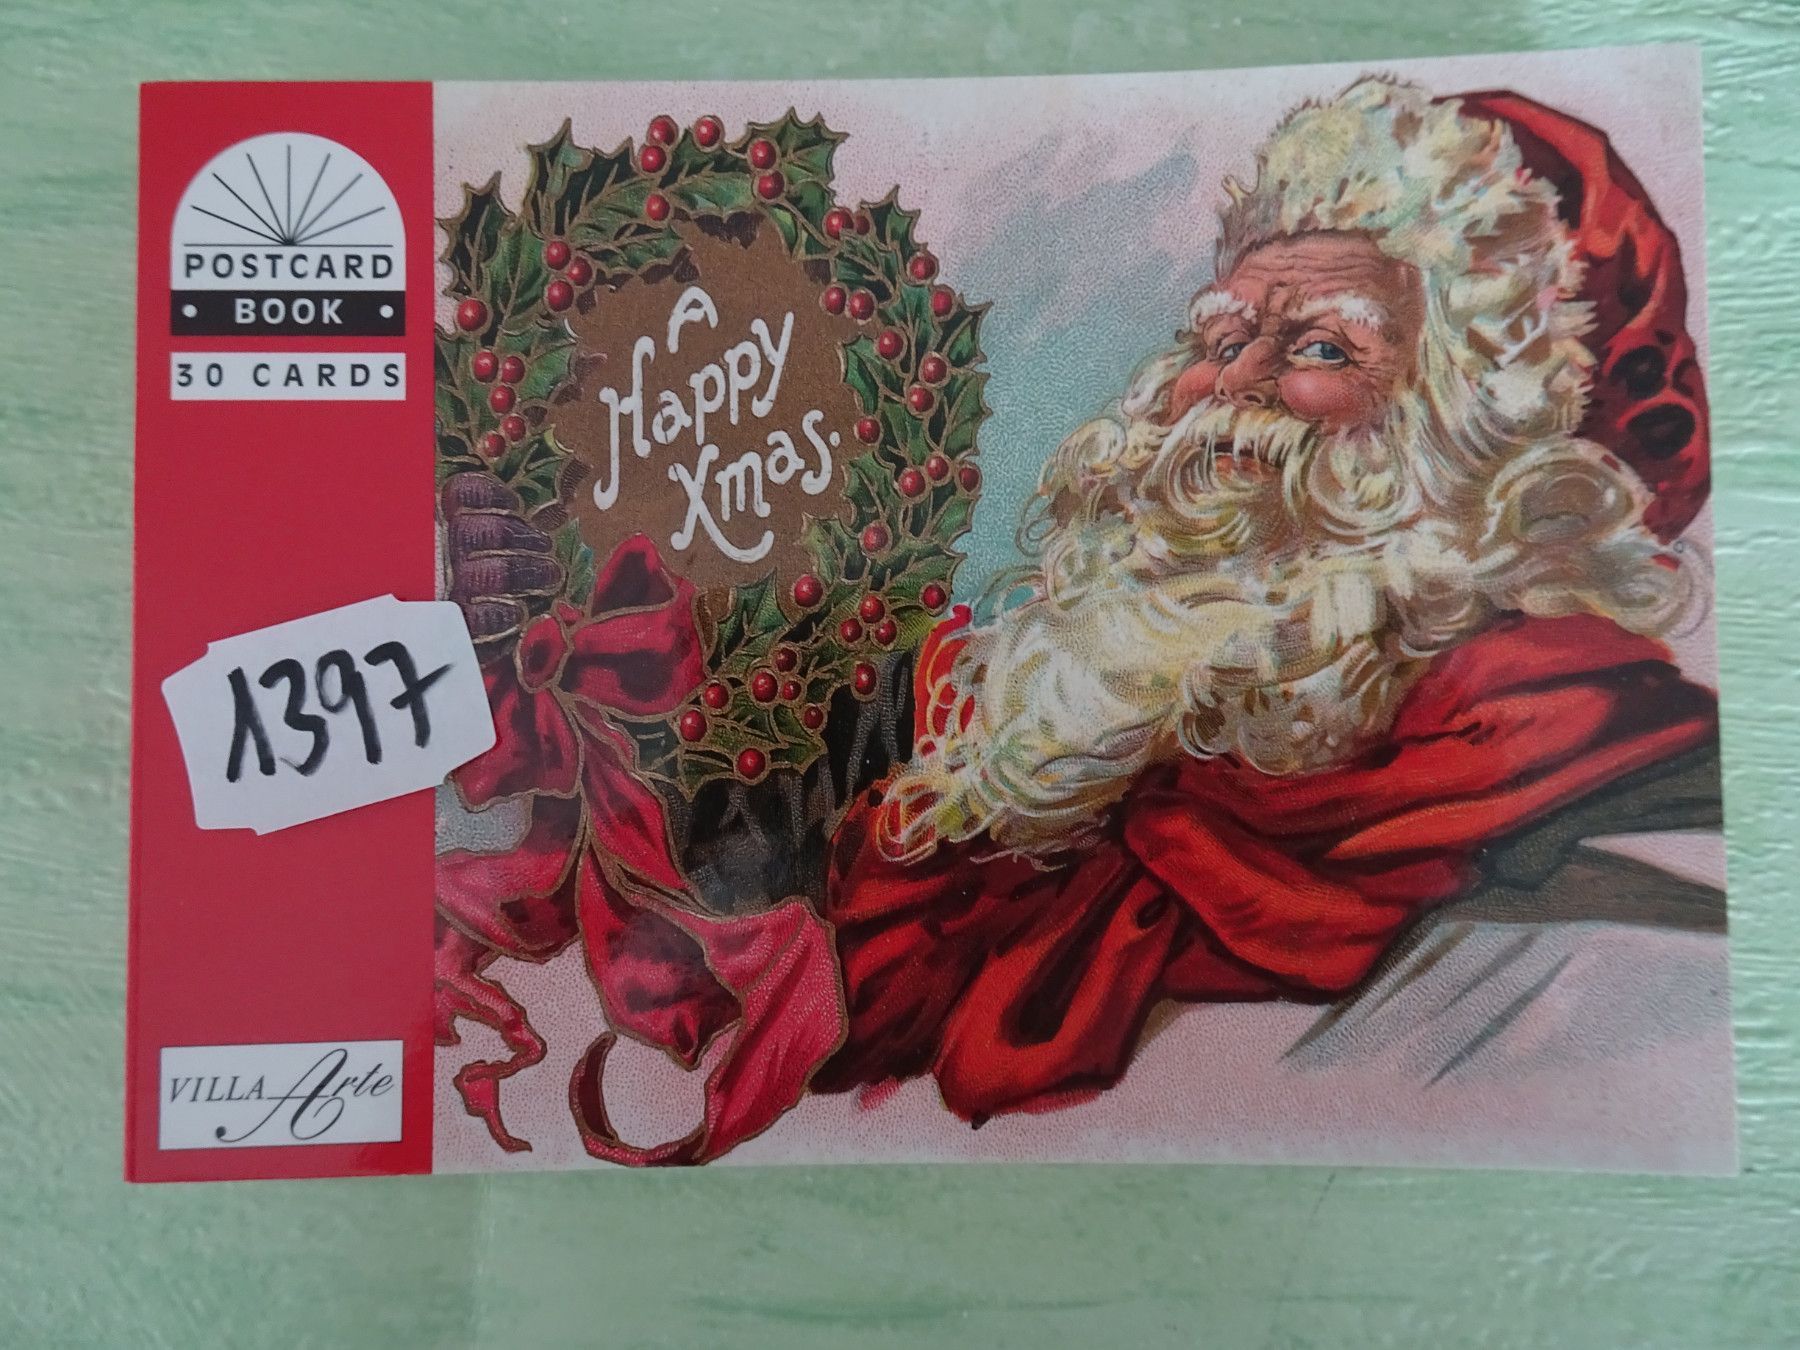 POSTCARD
• BOOK •
30 CARDS
A
Happy
Xmas.
1397
VILLA Arte